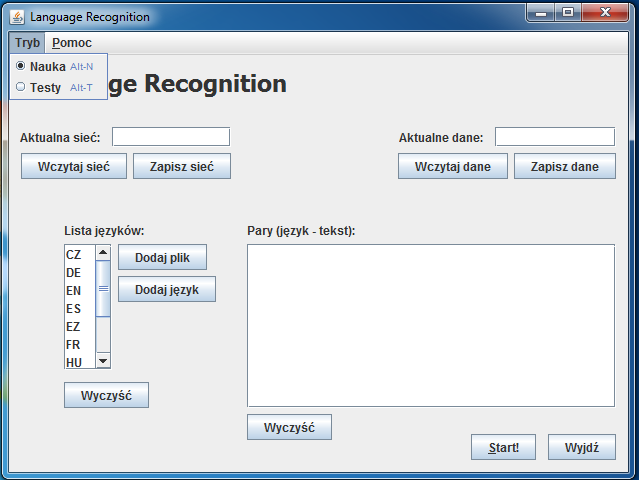 Language Recognition
Tryb Pomoc
Nauka Alt-N
Testy Alt-T
ge Recognition
Aktualna sieć: Aktualne dane:
Wczytaj sieć Zapisz sieć Wczytaj dane Zapisz dane
Lista języków: Pary (język - tekst):
CZ
DE
EN
ES
EZ
FR
HU
Dodaj plik
Dodaj język
Wyczyść
Wyczyść
Start! Wyjdź